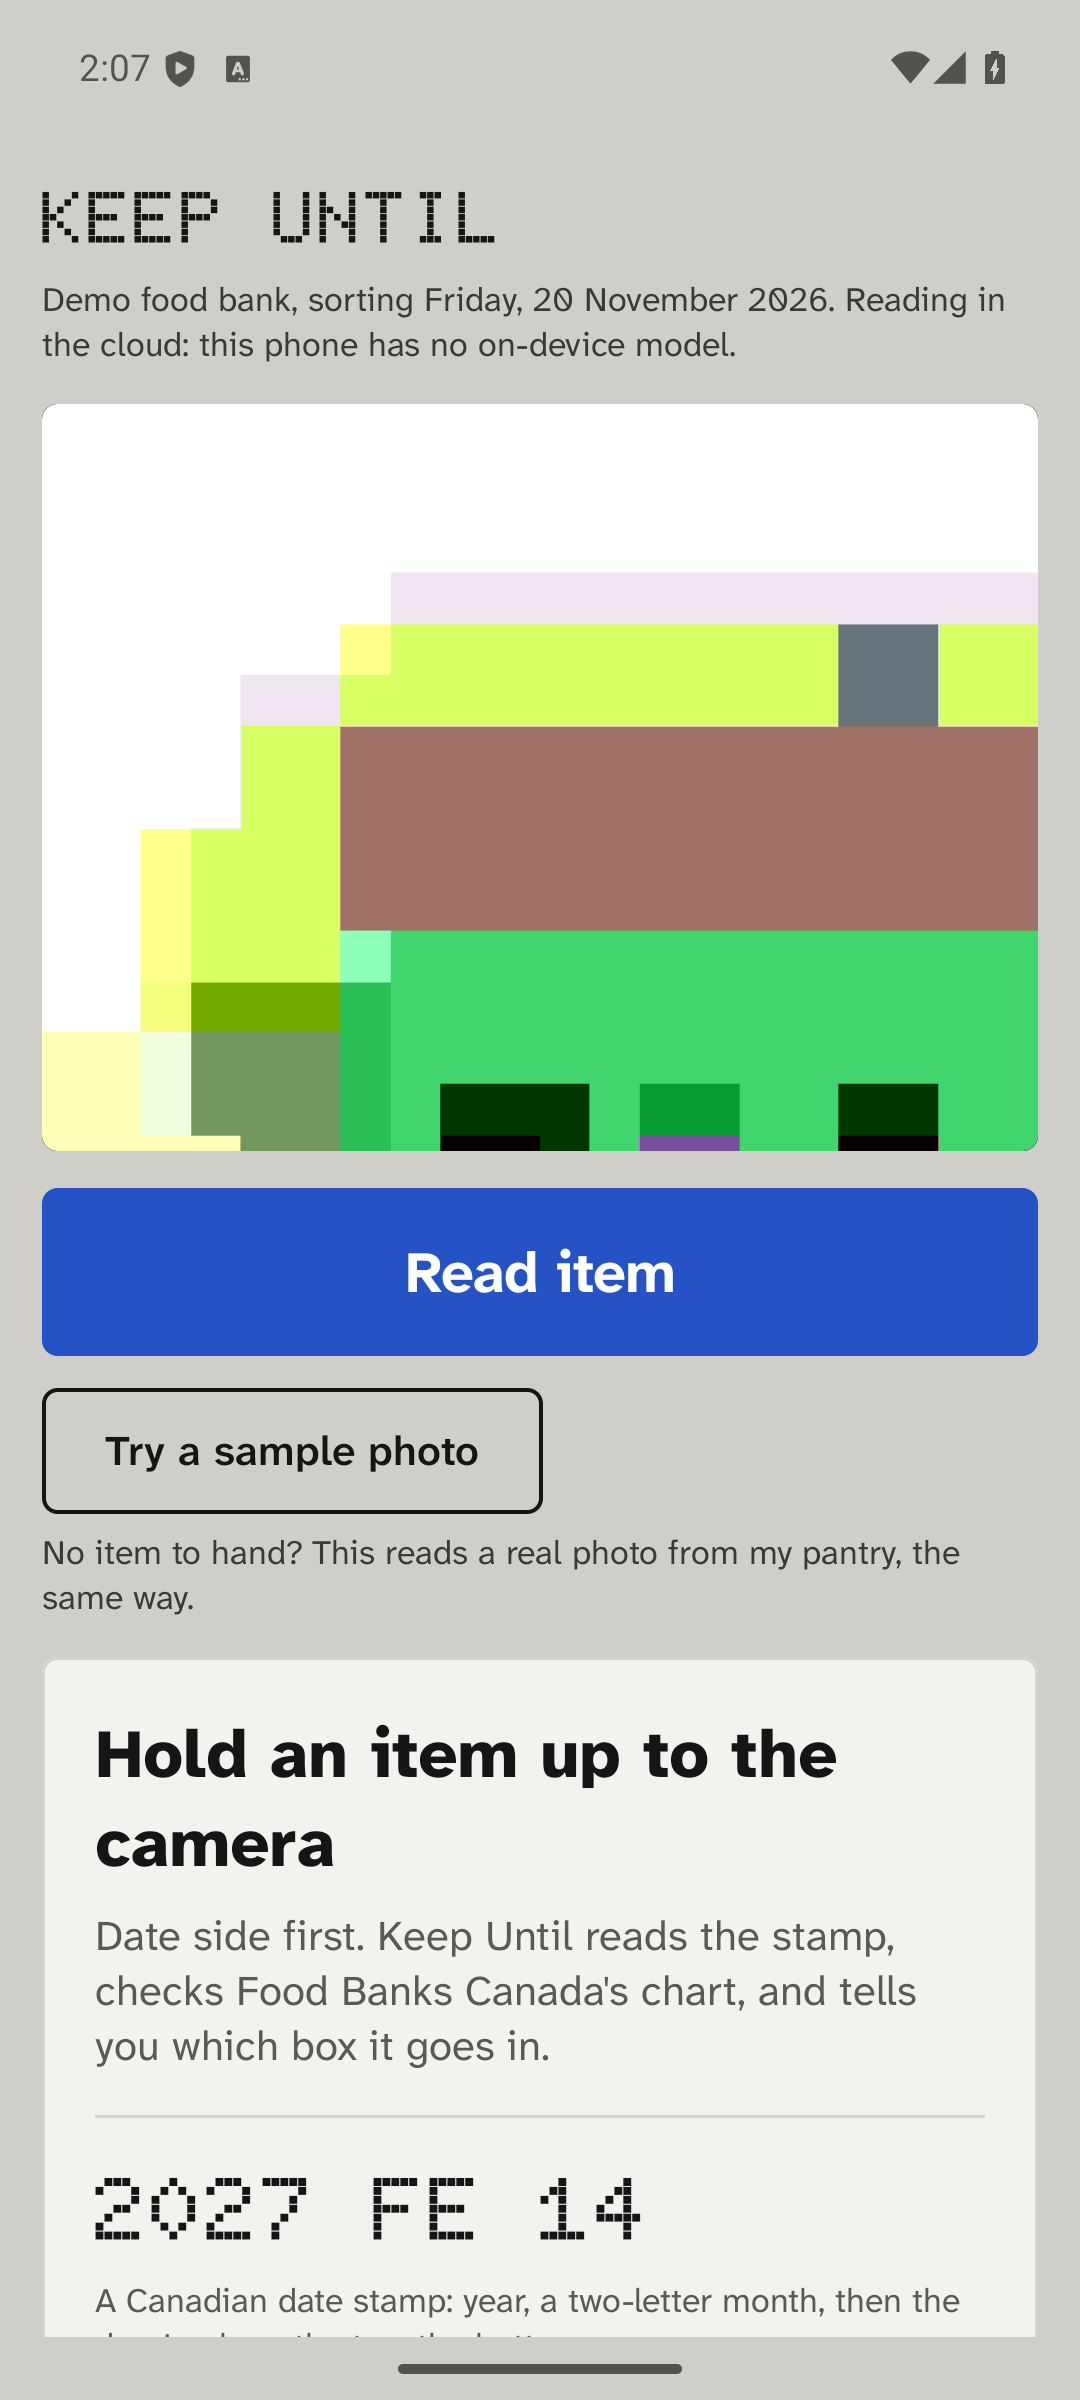 2:07
KEEP UNTIL
Demo food bank, sorting Friday, 20 November 2026. Reading in
the cloud: this phone has no on-device model.
Read item
Try a sample photo
No item to hand? This reads a real photo from my pantry, the
same way.
Hold an item up to the
camera
Date side first. Keep Until reads the stamp,
checks Food Banks Canada's chart, and tells
you which box it goes in.
2027 FE 14
A Canadian date stamp: year, a two-letter month, then the